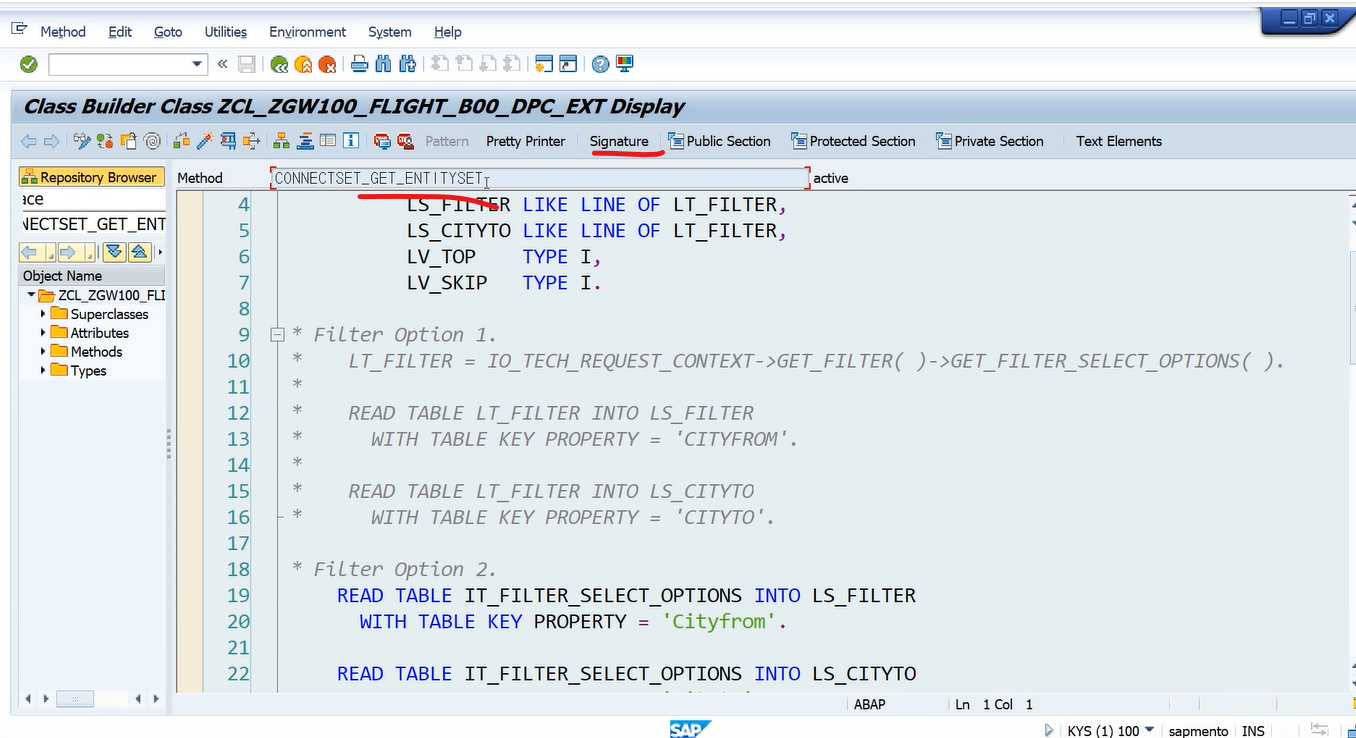 Method Edit Goto Utilities Environment System Help
Class Builder Class ZCL_ZGW100_FLIGHT_B00_DPC_EXT Display
Pattern Pretty Printer Signature Public Section Protected Section Private Section Text Elements
Repository Browser
Method CONNECTSET_GET_ENTITYSET active
NECTSET_GET_ENT
Object Name
ZCL_ZGW100_FLI
Superclasses
Attributes
Methods
Types
4 LS_FILTER LIKE LINE OF LT_FILTER,
5 LS_CITYTO LIKE LINE OF LT_FILTER,
6 LV_TOP TYPE I,
7 LV_SKIP TYPE I.
8
9 * Filter Option 1.
10 * LT_FILTER = IO_TECH_REQUEST_CONTEXT->GET_FILTER( )->GET_FILTER_SELECT_OPTIONS( ).
11 *
12 * READ TABLE LT_FILTER INTO LS_FILTER
13 * WITH TABLE KEY PROPERTY = 'CITYFROM'.
14 *
15 * READ TABLE LT_FILTER INTO LS_CITYTO
16 * WITH TABLE KEY PROPERTY = 'CITYTO'.
17
18 * Filter Option 2.
19 READ TABLE IT_FILTER_SELECT_OPTIONS INTO LS_FILTER
20 WITH TABLE KEY PROPERTY = 'Cityfrom'.
21
22 READ TABLE IT_FILTER_SELECT_OPTIONS INTO LS_CITYTO
ABAP Ln 1 Col 1
SAP KYS (1) 100 sapmento INS